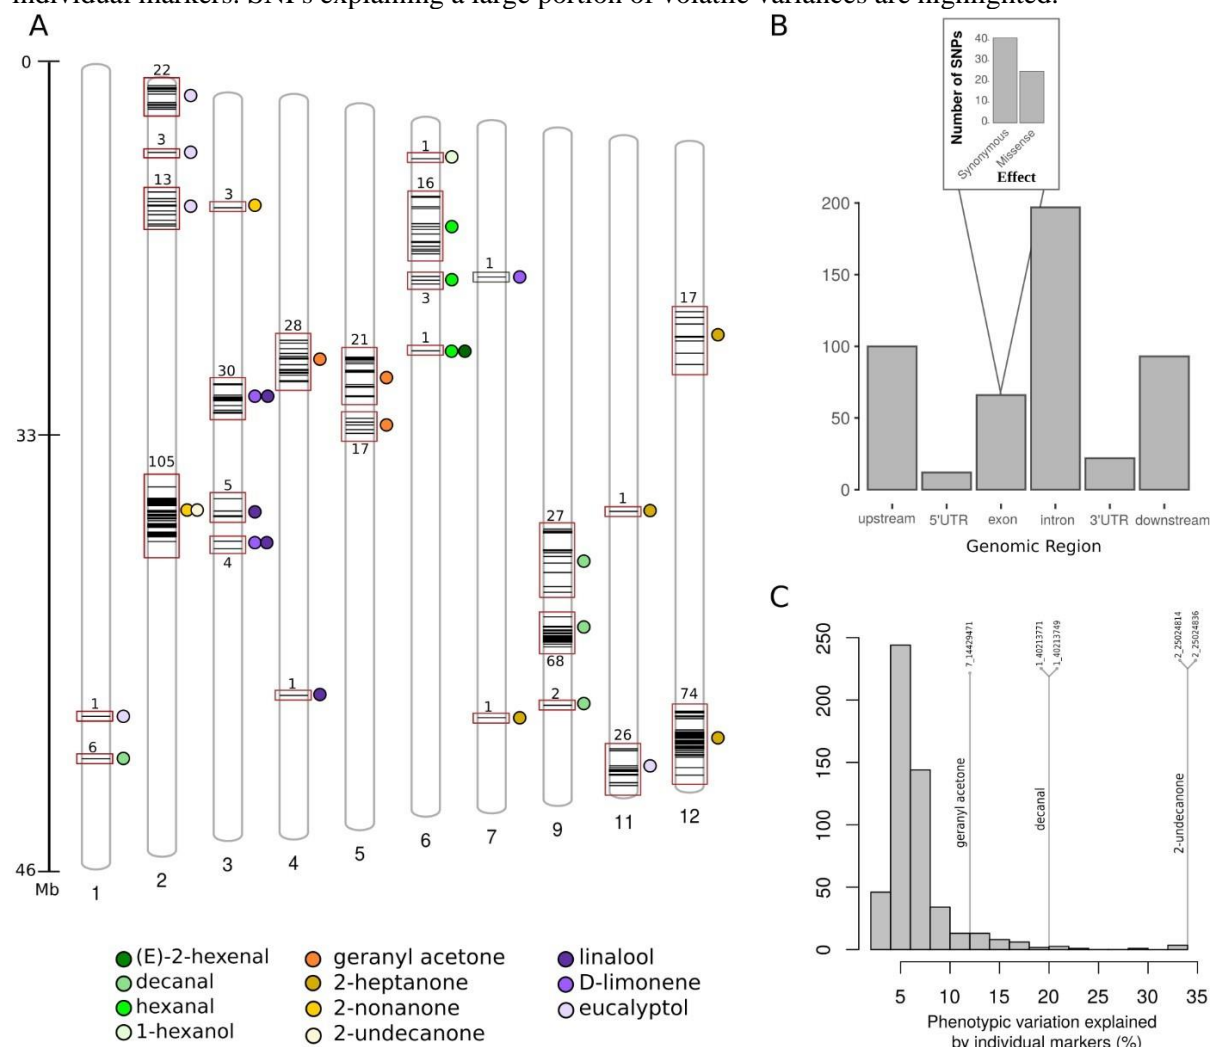 individual markers. SNPs explaining a large portion of volatile variances are highlighted.
A
0
33
46
Mb
22
3
13
105
3
30
5
4
28
1
21
17
1
16
3
1
1
1
27
68
2
1
26
17
74
1
6
1
2
3
4
5
6
7
9
11
12
(E)-2-hexenal
decanal
hexanal
1-hexanol
geranyl acetone
2-heptanone
2-nonanone
2-undecanone
linalool
D-limonene
eucalyptol
B
Number of SNPs
40
30
20
10
0
Synonymous
Missense
Effect
200
150
100
50
0
upstream
5'UTR
exon
intron
3'UTR
downstream
Genomic Region
C
250
200
150
100
50
0
7_14429471
1_40213771
1_40213749
2_25024814
2_25024836
geranyl acetone
decanal
2-undecanone
5
10
15
20
25
30
35
Phenotypic variation explained
by individual markers (%)